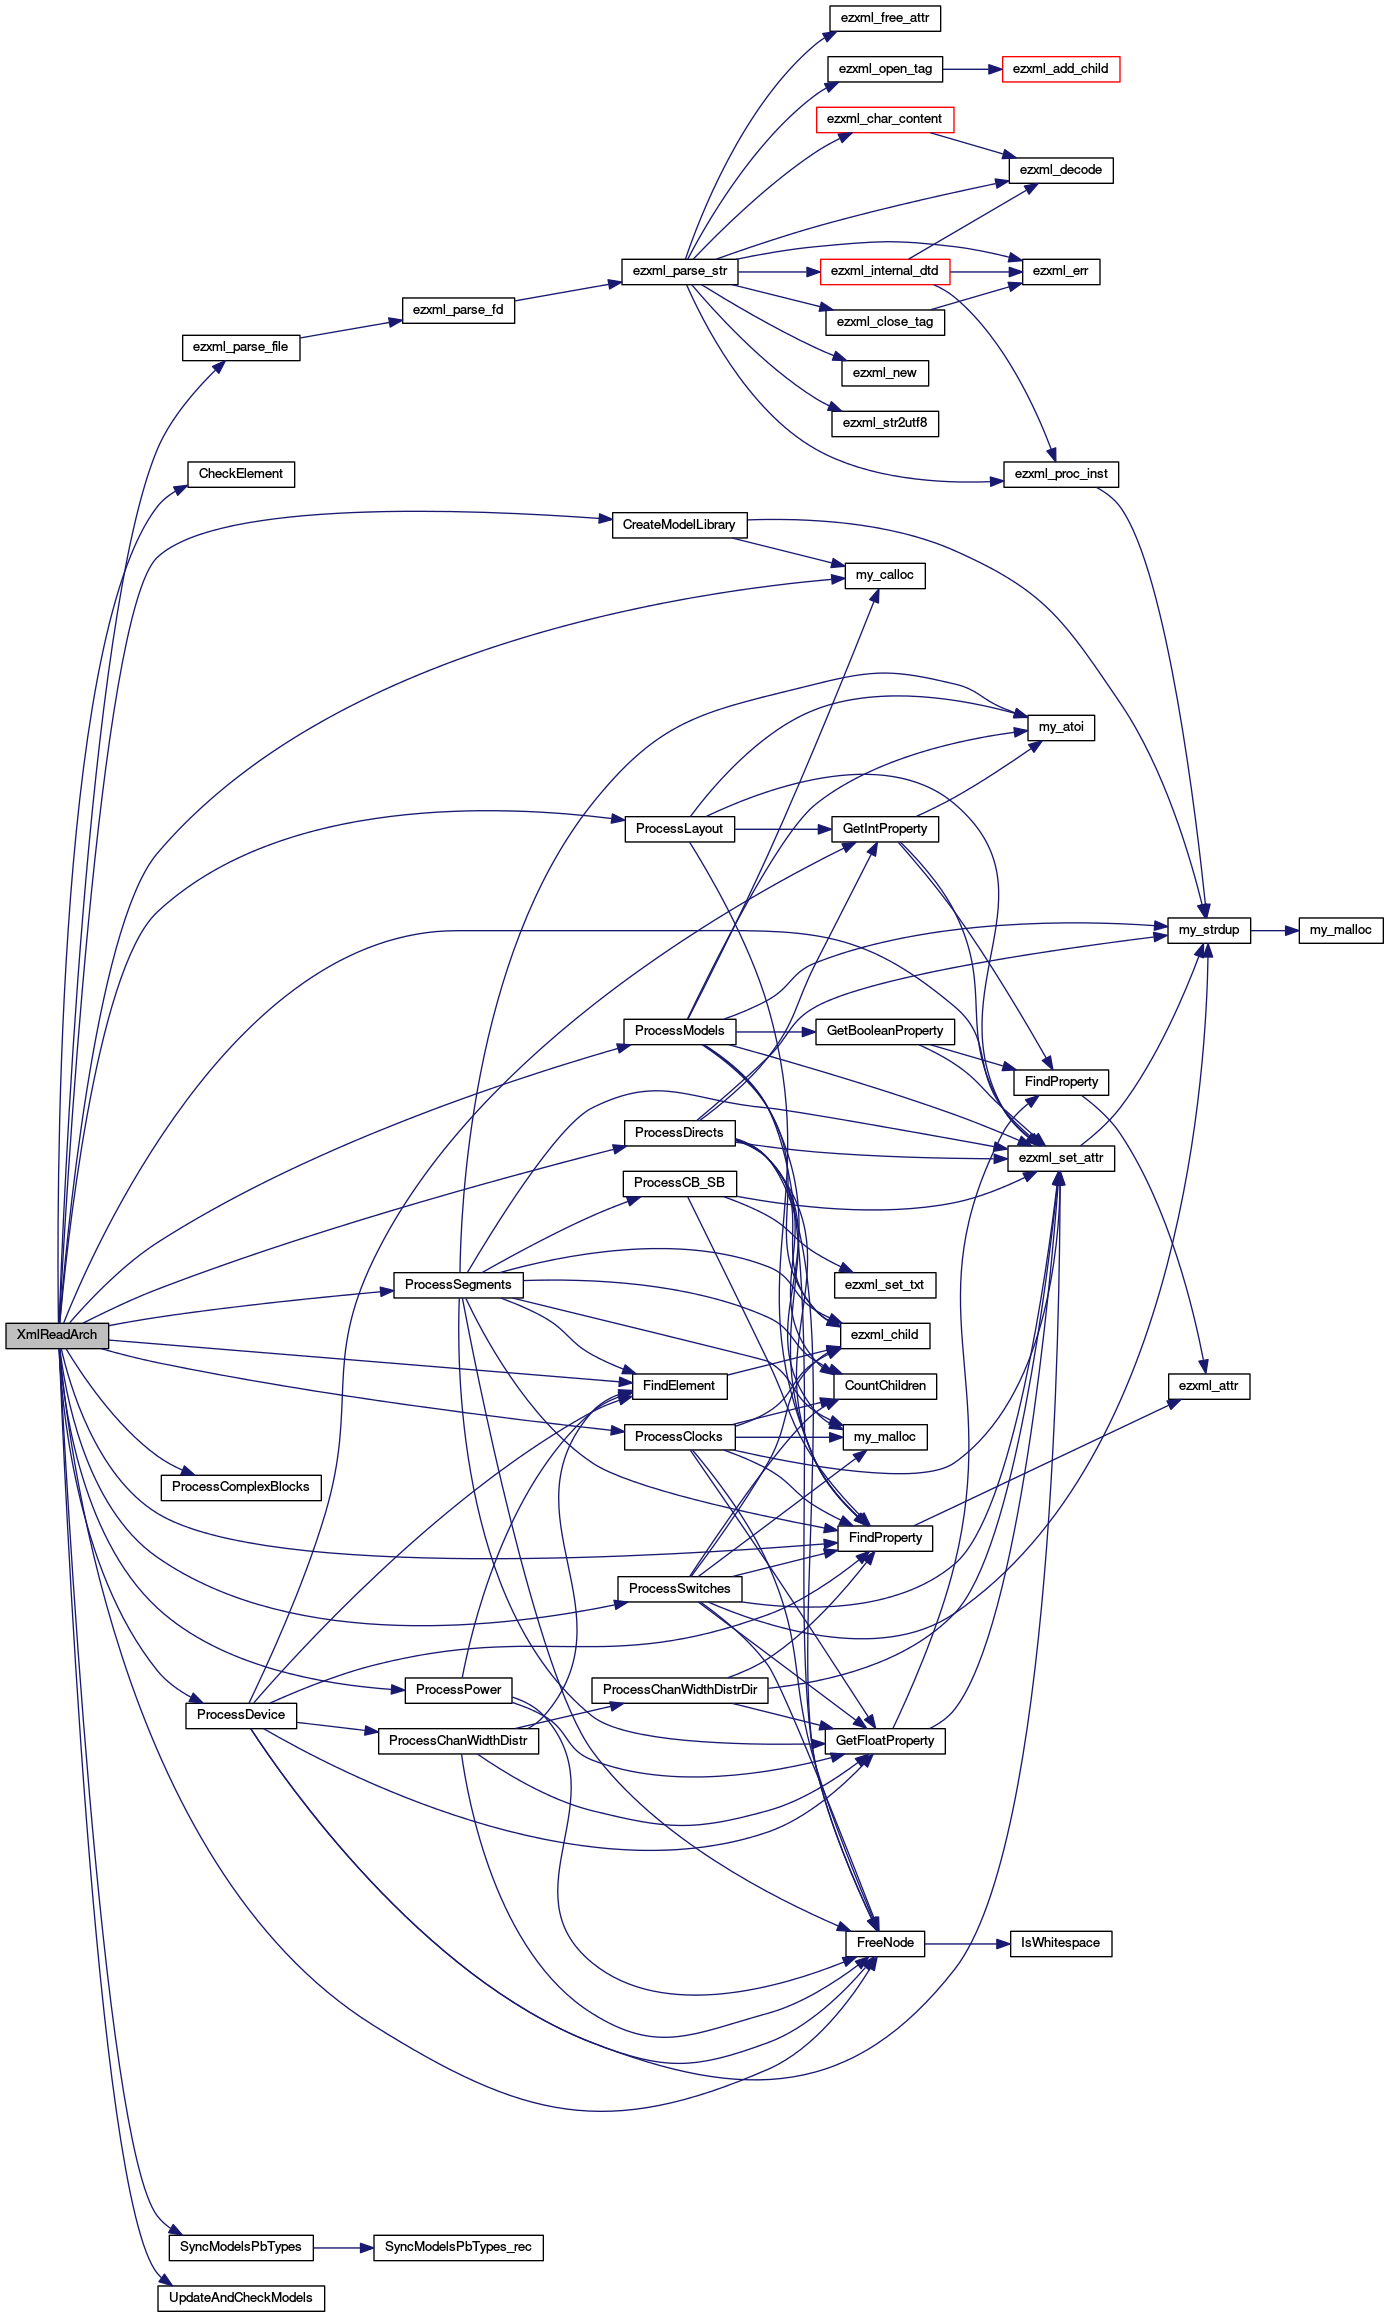 ezxml_free_attr
ezxml_open_tag
ezxml_add_child
ezxml_char_content
ezxml_decode
ezxml_parse_str
ezxml_internal_dtd
ezxml_err
ezxml_parse_fd
ezxml_close_tag
ezxml_parse_file
ezxml_new
ezxml_str2utf8
CheckElement
ezxml_proc_inst
CreateModelLibrary
my_calloc
my_atoi
ProcessLayout
GetIntProperty
my_strdup
my_malloc
ProcessModels
GetBooleanProperty
FindProperty
ProcessDirects
ezxml_set_attr
ProcessCB_SB
ProcessSegments
ezxml_set_txt
XmlReadArch
ezxml_child
FindElement
CountChildren
ezxml_attr
ProcessClocks
my_malloc
ProcessComplexBlocks
FindProperty
ProcessSwitches
ProcessPower
ProcessChanWidthDistrDir
ProcessDevice
ProcessChanWidthDistr
GetFloatProperty
FreeNode
IsWhitespace
SyncModelsPbTypes
SyncModelsPbTypes_rec
UpdateAndCheckModels